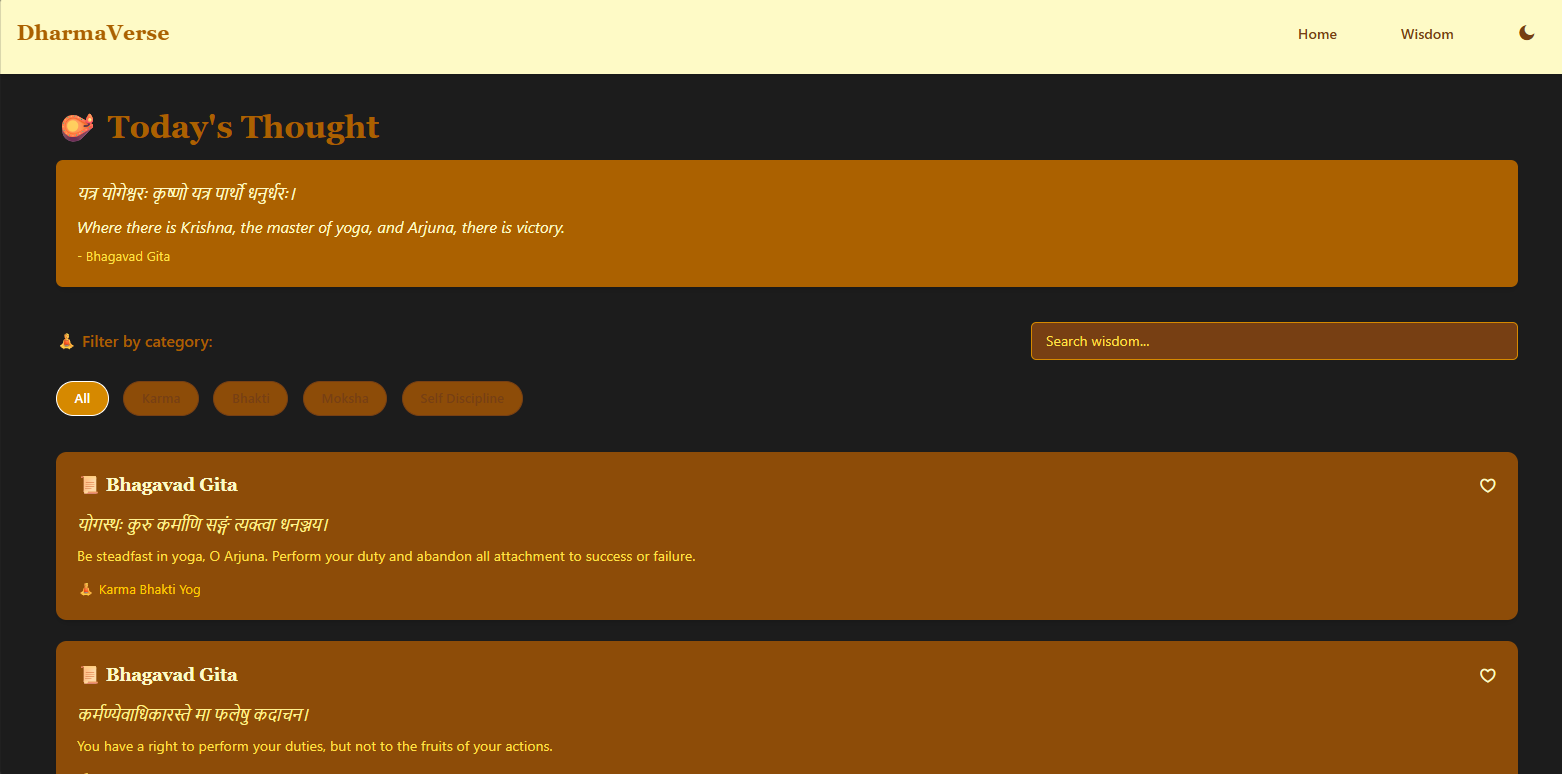 DharmaVerse
Home
Wisdom
Today's Thought
यत्र योगेश्वरः कृष्णो यत्र पार्थो धनुर्धरः।
Where there is Krishna, the master of yoga, and Arjuna, there is victory.
- Bhagavad Gita
Filter by category:
Search wisdom...
All
Karma
Bhakti
Moksha
Self Discipline
Bhagavad Gita
योगस्थः कुरु कर्माणि सङ्गं त्यक्त्वा धनञ्जय।
Be steadfast in yoga, O Arjuna. Perform your duty and abandon all attachment to success or failure.
Karma Bhakti Yog
Bhagavad Gita
कर्मण्येवाधिकारस्ते मा फलेषु कदाचन।
You have a right to perform your duties, but not to the fruits of your actions.